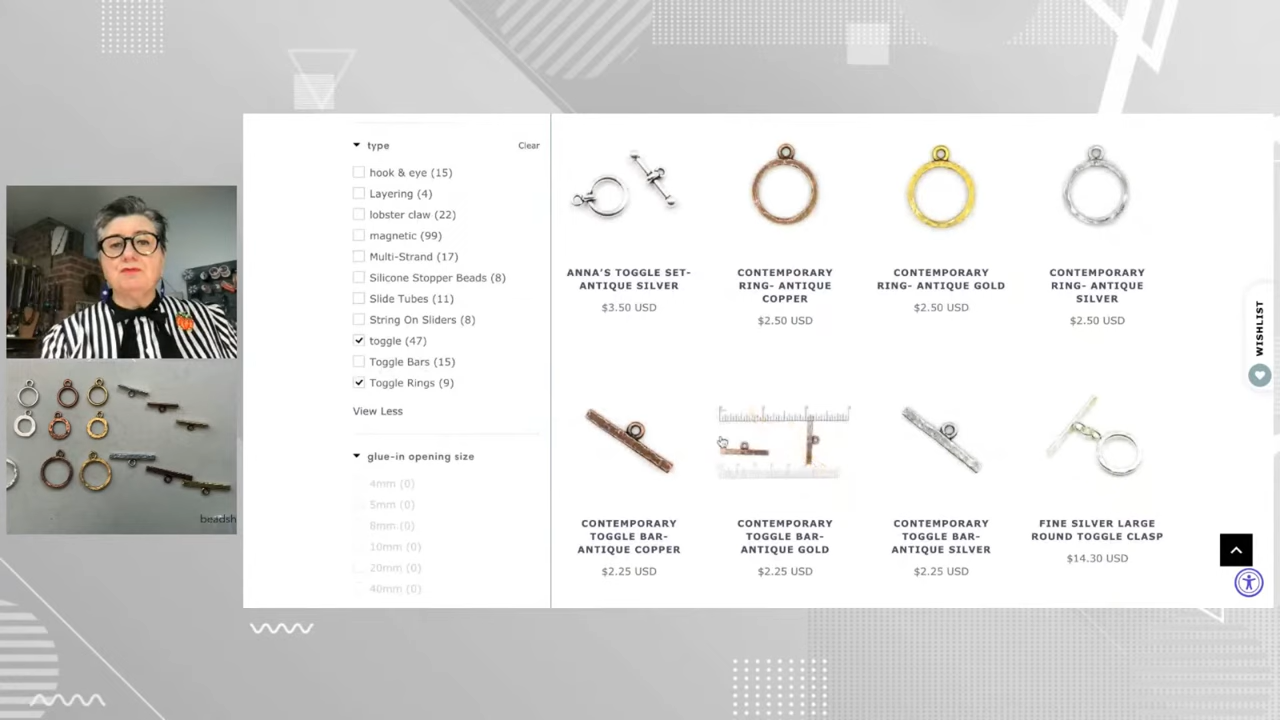 type
Clear
hook & eye (15)
Layering (4)
lobster claw (22)
magnetic (99)
Multi-Strand (17)
Silicone Stopper Beads (8)
Slide Tubes (11)
String On Sliders (8)
toggle (47)
Toggle Bars (15)
Toggle Rings (9)
View Less
glue-in opening size
4mm (0)
5mm (0)
8mm (0)
10mm (0)
20mm (0)
40mm (0)
ANNA'S TOGGLE SET-
ANTIQUE SILVER
$3.50 USD
CONTEMPORARY
RING- ANTIQUE
COPPER
$2.50 USD
CONTEMPORARY
RING- ANTIQUE GOLD
$2.50 USD
CONTEMPORARY
RING- ANTIQUE
SILVER
$2.50 USD
CONTEMPORARY
TOGGLE BAR-
ANTIQUE COPPER
$2.25 USD
CONTEMPORARY
TOGGLE BAR-
ANTIQUE GOLD
$2.25 USD
CONTEMPORARY
TOGGLE BAR-
ANTIQUE SILVER
$2.25 USD
FINE SILVER LARGE
ROUND TOGGLE CLASP
$14.30 USD
WISHLIST
beadsh